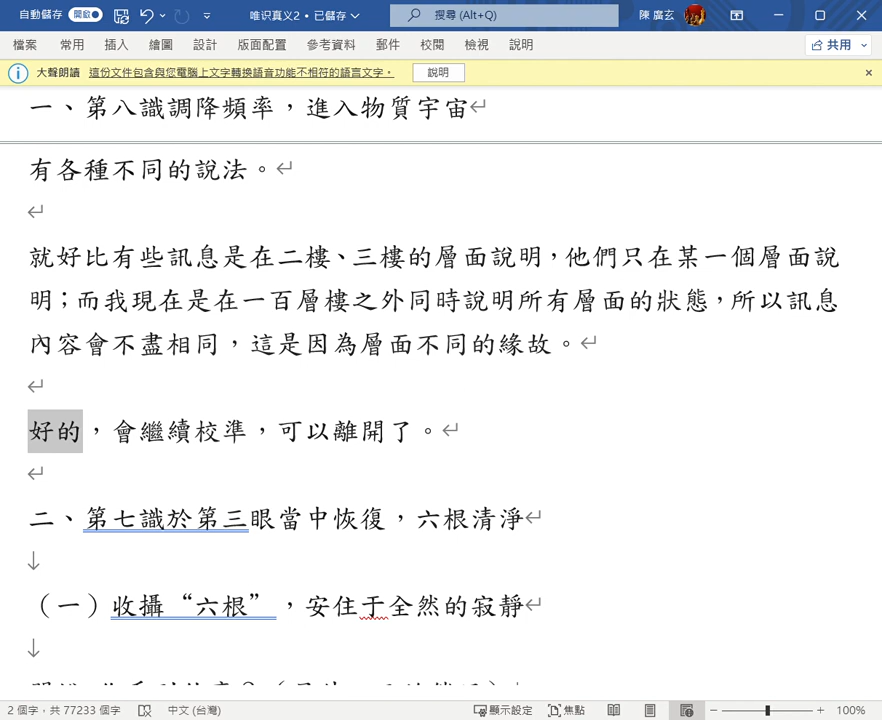 自動儲存 開啟 唯识真义2 • 已儲存 搜尋 (Alt+Q) 陳 廣玄
檔案 常用 插入 繪圖 設計 版面配置 參考資料 郵件 校閱 檢視 說明 共用
大聲朗讀 這份文件包含與您電腦上文字轉換語音功能不相符的語言文字。 說明
一、第八識調降頻率，進入物質宇宙
有各種不同的說法。
就好比有些訊息是在二樓、三樓的層面說明，他們只在某一個層面說
明；而我現在是在一百層樓之外同時說明所有層面的狀態，所以訊息
內容會不盡相同，這是因為層面不同的緣故。
好的，會繼續校準，可以離開了。
二、第七識於第三眼當中恢復，六根清淨
（一）收攝“六根”，安住于全然的寂靜
2 個字，共 77233 個字 中文 (台灣) 顯示設定 焦點 100%